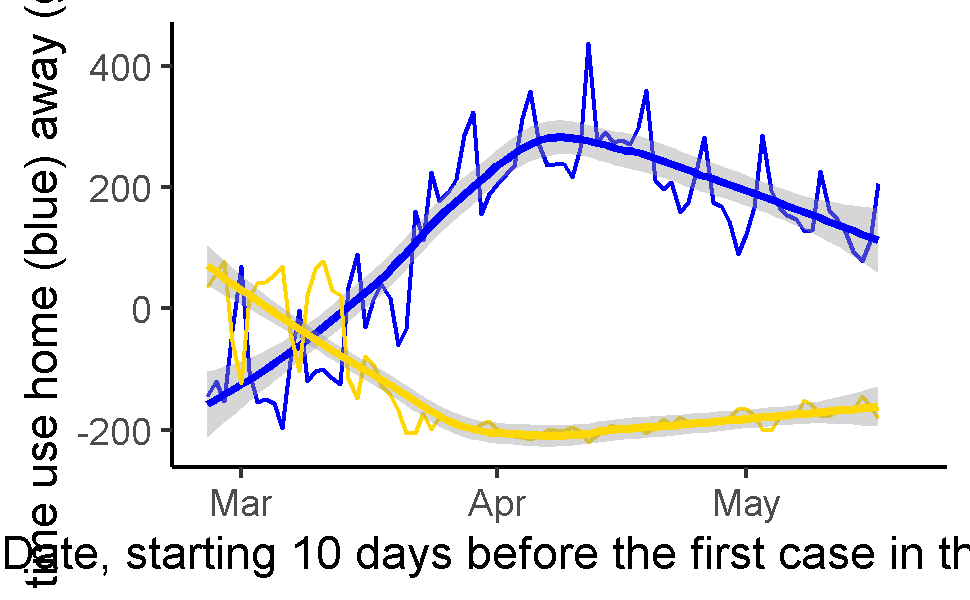 time use home (blue) away (
400
200
0
-200
Mar Apr May
Date, starting 10 days before the first case in th